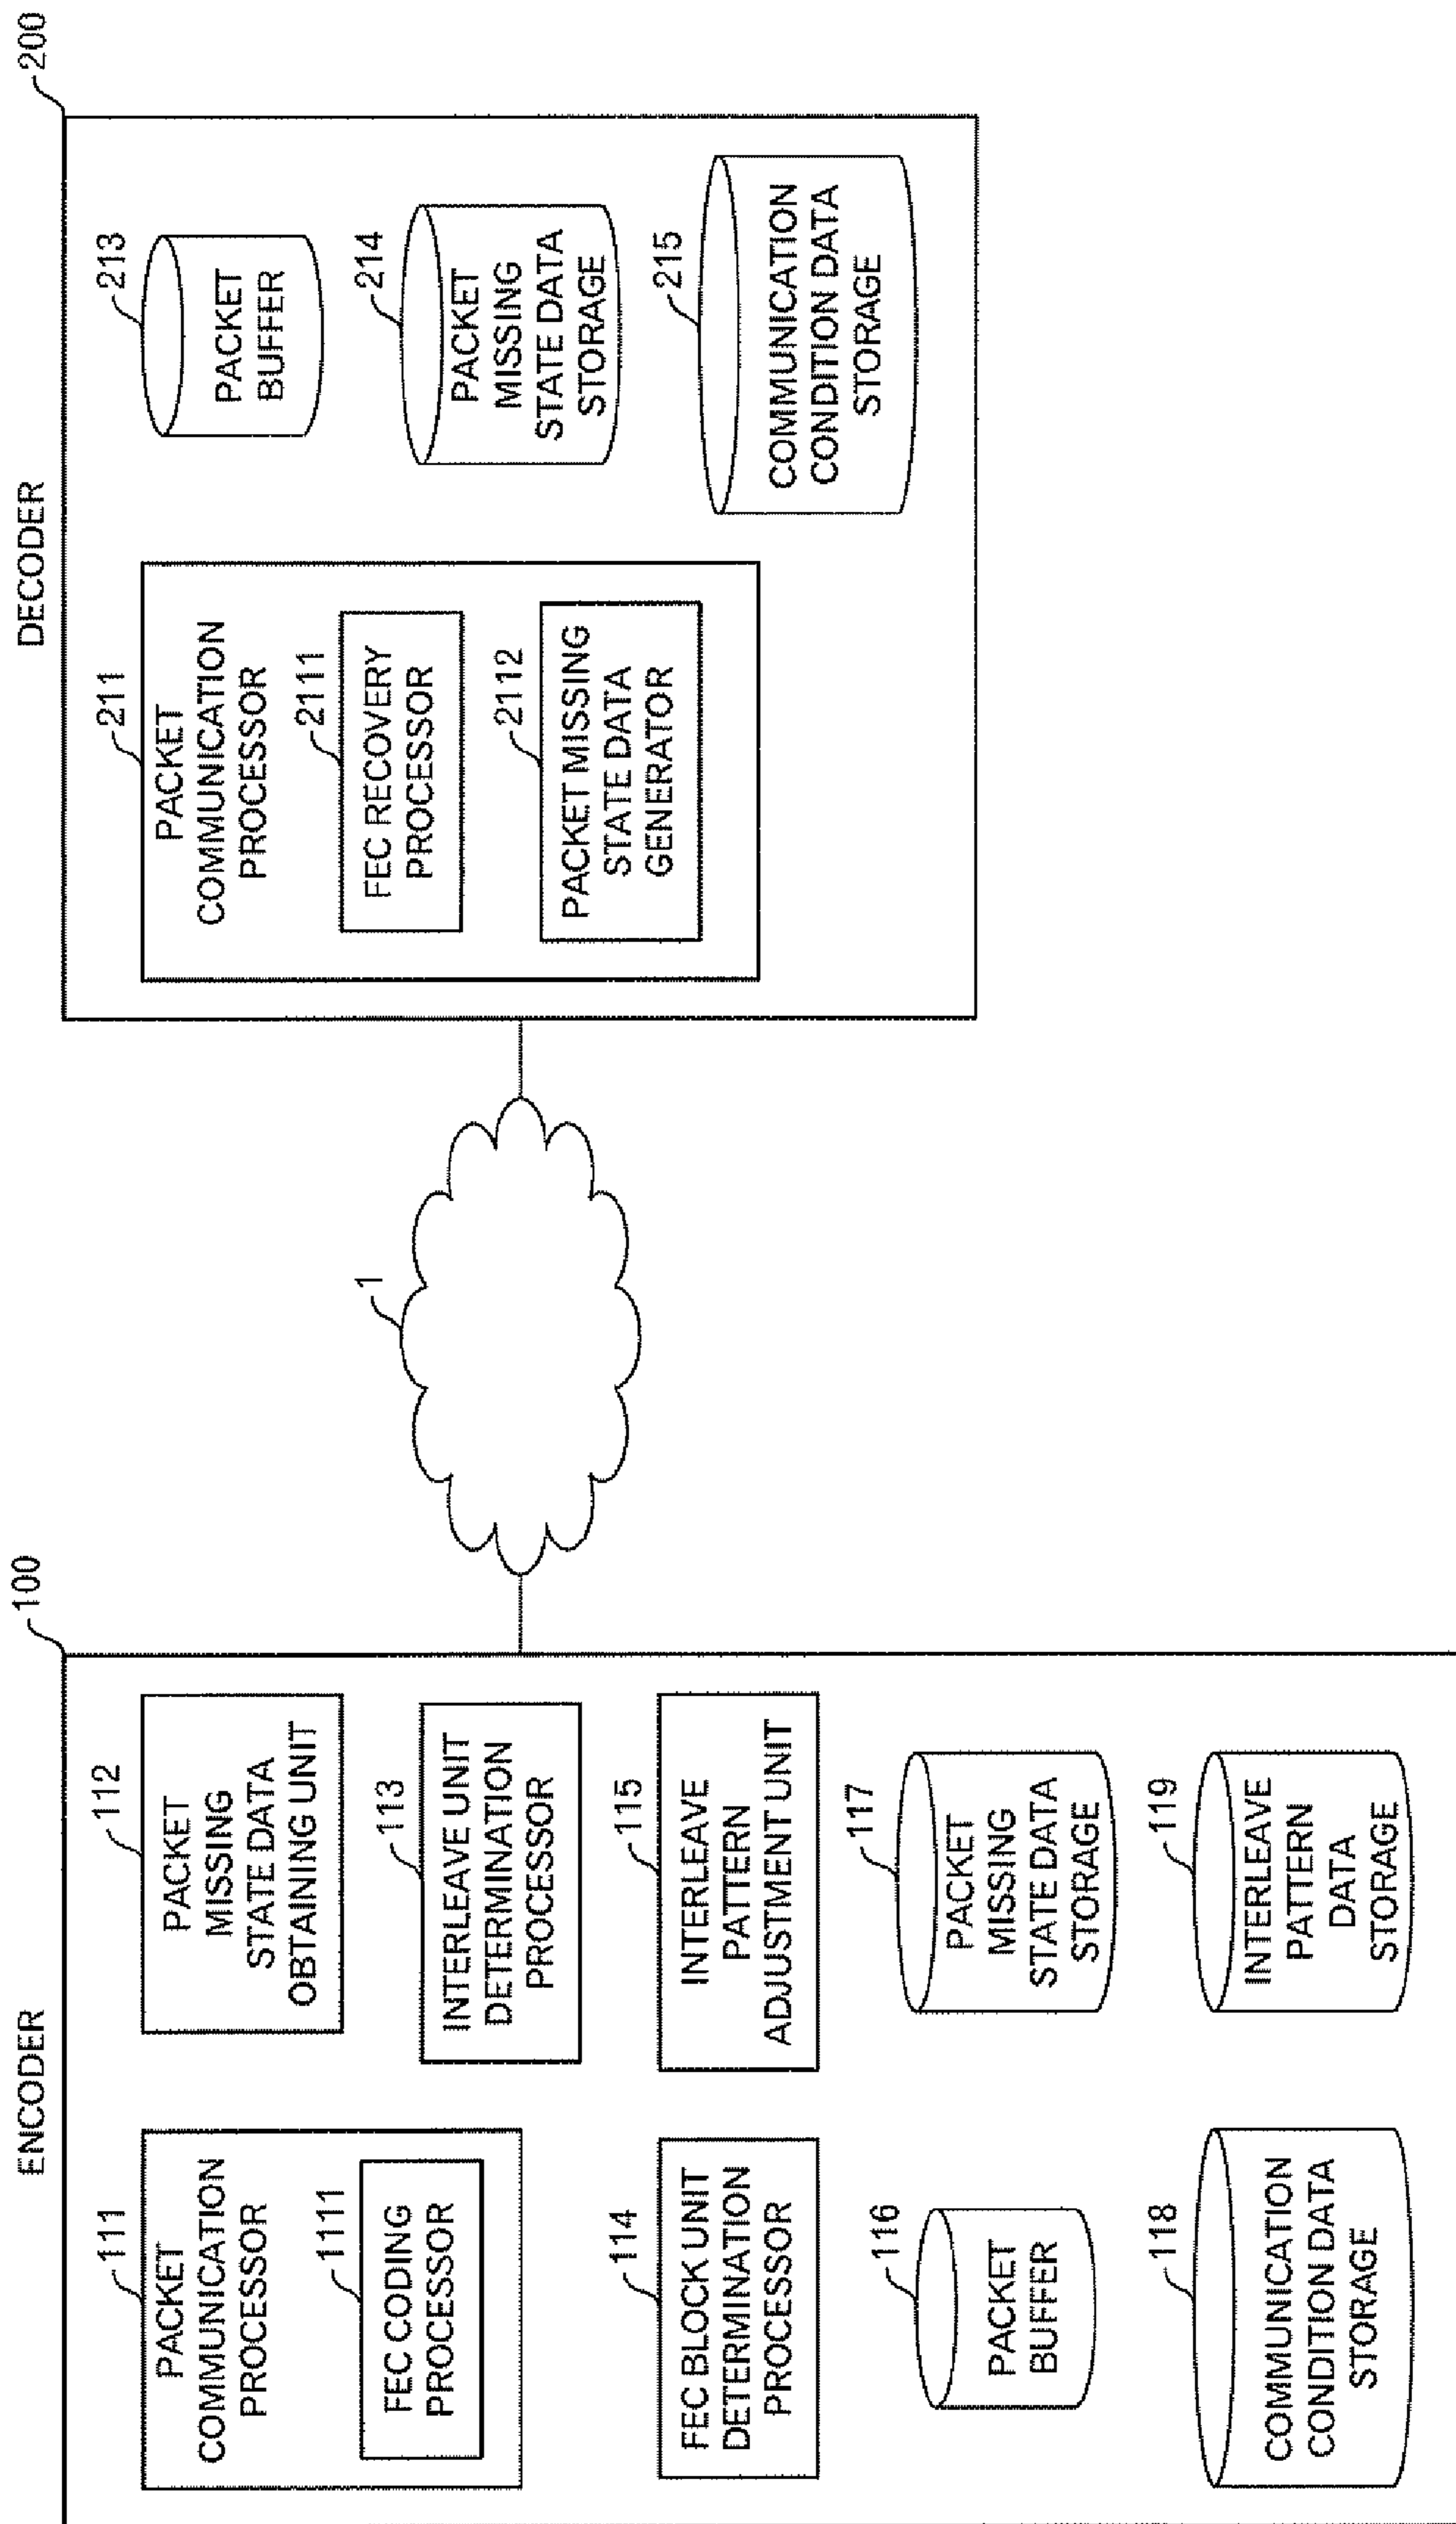 ENCODER
100
111
PACKET
COMMUNICATION
PROCESSOR
1111
FEC CODING
PROCESSOR
112
PACKET
MISSING
STATE DATA
OBTAINING UNIT
113
INTERLEAVE UNIT
DETERMINATION
PROCESSOR
114
FEC BLOCK UNIT
DETERMINATION
PROCESSOR
115
INTERLEAVE
PATTERN
ADJUSTMENT UNIT
116
PACKET
BUFFER
117
PACKET
MISSING
STATE DATA
STORAGE
118
COMMUNICATION
CONDITION DATA
STORAGE
119
INTERLEAVE
PATTERN
DATA
STORAGE
1
DECODER
200
211
PACKET
COMMUNICATION
PROCESSOR
2111
FEC RECOVERY
PROCESSOR
2112
PACKET MISSING
STATE DATA
GENERATOR
213
PACKET
BUFFER
214
PACKET
MISSING
STATE DATA
STORAGE
215
COMMUNICATION
CONDITION DATA
STORAGE